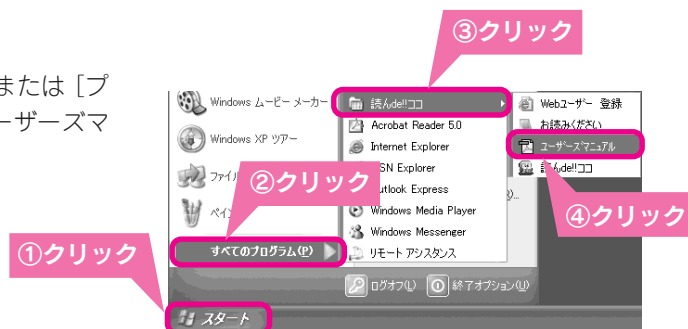 または [プ
ーザーズマ
③クリック
Windows ムービー メーカー
Windows XP ツアー
ファイル
ペイン
②クリック
すべてのプログラム(P)
①クリック
スタート
読んde!!ココ
Acrobat Reader 5.0
Internet Explorer
SN Explorer
utlook Express
Windows Media Player
Windows Messenger
リモート アシスタンス
ログオフ(L)
終了オプション(U)
Webユーザー 登録
お読みください
ユーザーズマニュアル
読んde!!ココ
④クリック